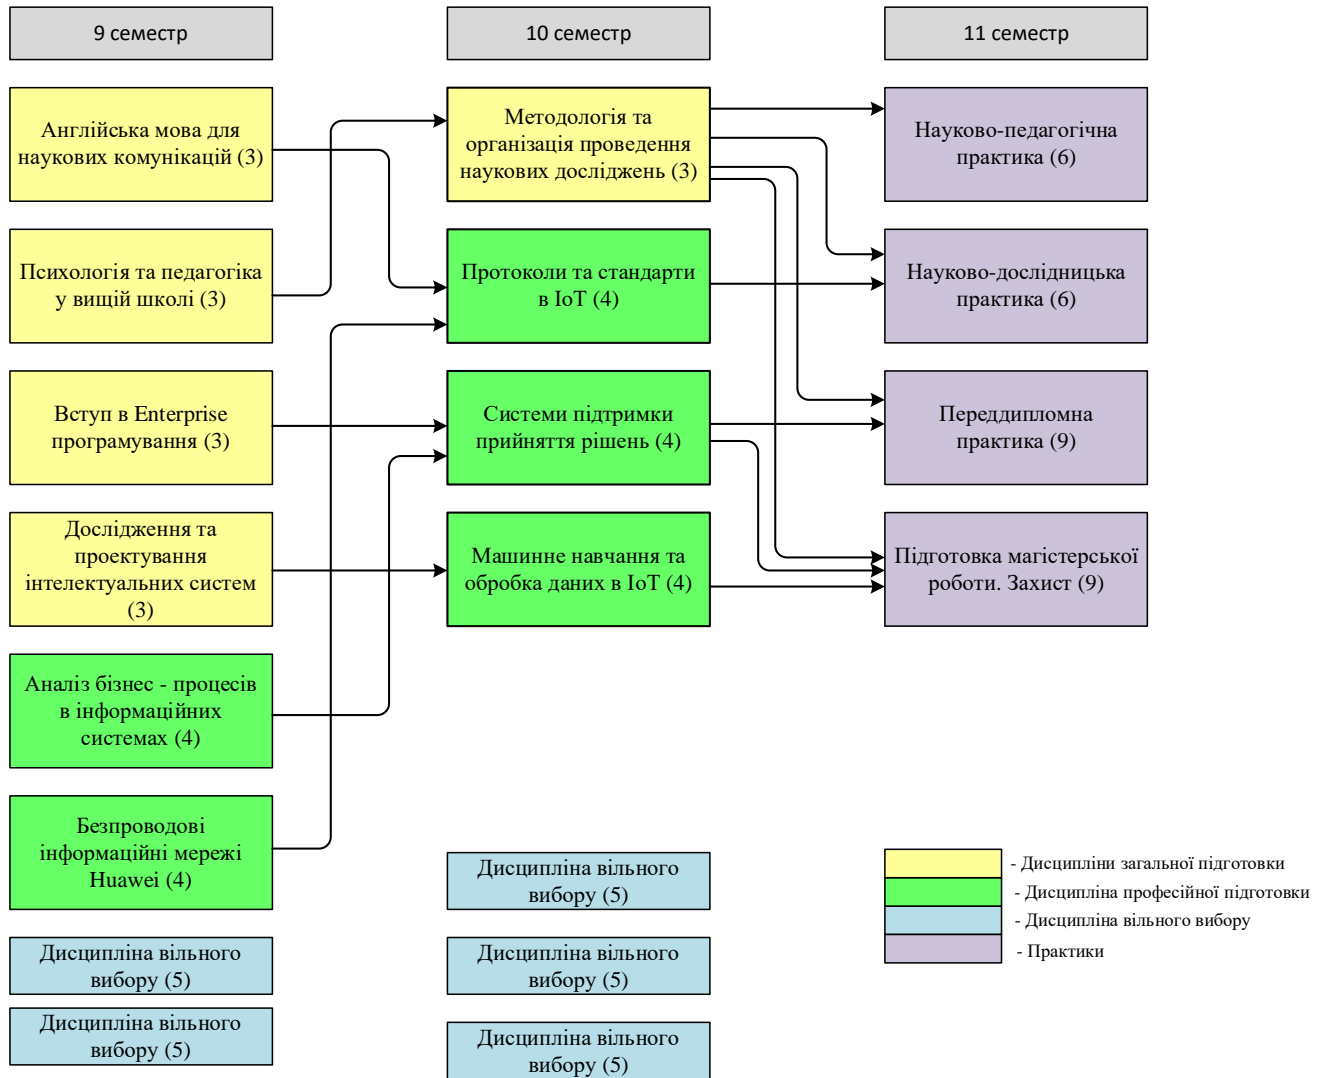 9 семестр
10 семестр
11 семестр
Англійська мова для
наукових комунікацій (3)
Методологія та
організація проведення
наукових досліджень (3)
Науково-педагогічна
практика (6)
Психологія та педагогіка
у вищій школі (3)
Протоколи та стандарти
в IoT (4)
Науково-дослідницька
практика (6)
Вступ в Enterprise
програмування (3)
Системи підтримки
прийняття рішень (4)
Переддипломна
практика (9)
Дослідження та
проектування
інтелектуальних систем
(3)
Машинне навчання та
обробка даних в IoT (4)
Підготовка магістерської
роботи. Захист (9)
Аналіз бізнес - процесів
в інформаційних
системах (4)
Безпроводові
інформаційні мережі
Huawei (4)
Дисципліна вільного
вибору (5)
- Дисципліни загальної підготовки
- Дисципліна професійної підготовки
- Дисципліна вільного вибору
- Практики
Дисципліна вільного
вибору (5)
Дисципліна вільного
вибору (5)
Дисципліна вільного
вибору (5)
Дисципліна вільного
вибору (5)